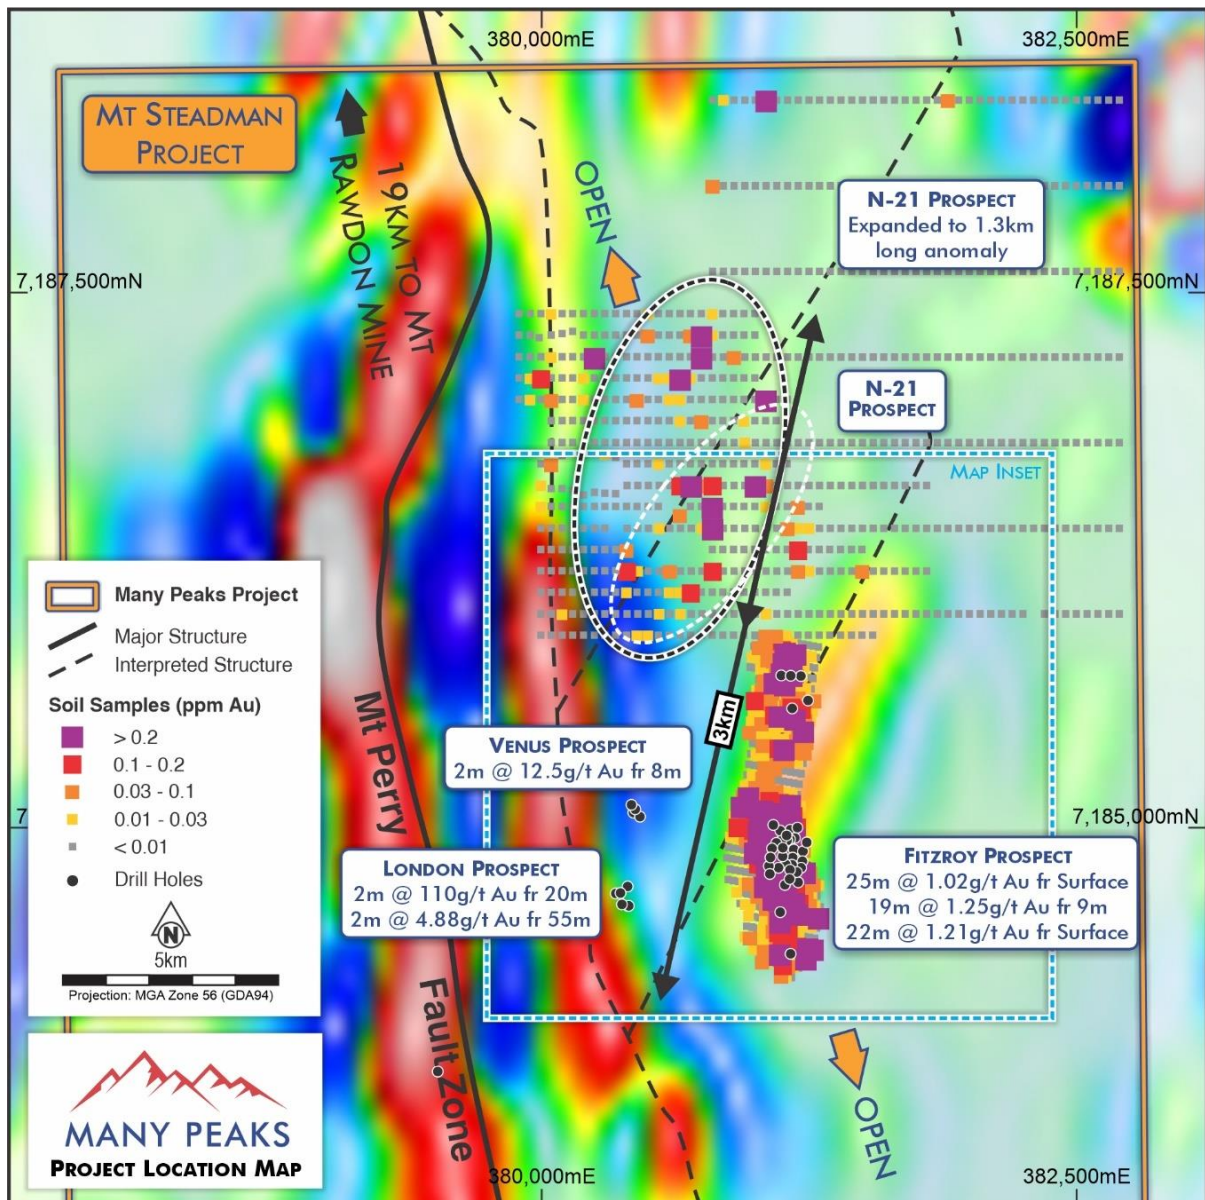 380,000mE
382,500mE
MT STEADMAN
PROJECT
19KM TO MT
RAWDON MINE
OPEN
N-21 PROSPECT
Expanded to 1.3km
long anomaly
7,187,500mN
7,187,500mN
N-21
PROSPECT
MAP INSET
Many Peaks Project
Major Structure
Interpreted Structure
Soil Samples (ppm Au)
> 0.2
0.1 - 0.2
0.03 - 0.1
0.01 - 0.03
< 0.01
Drill Holes
N
5km
Projection: MGA Zone 56 (GDA94)
Mt Perry
Fault Zone
3km
VENUS PROSPECT
2m @ 12.5g/t Au fr 8m
7,185,000mN
LONDON PROSPECT
2m @ 110g/t Au fr 20m
2m @ 4.88g/t Au fr 55m
FITZROY PROSPECT
25m @ 1.02g/t Au fr Surface
19m @ 1.25g/t Au fr 9m
22m @ 1.21g/t Au fr Surface
MANY PEAKS
PROJECT LOCATION MAP
OPEN
380,000mE
382,500mE